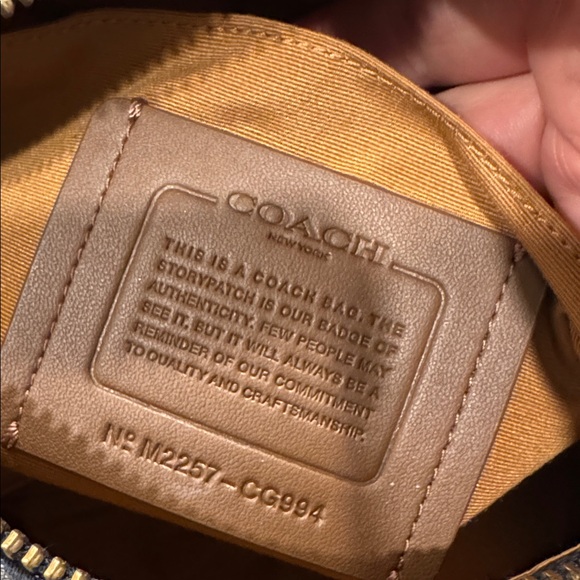 COACH
NEW YORK
THIS IS A COACH BAG. THE
STORYPATCH IS OUR BADGE OF
AUTHENTICITY. FEW PEOPLE MAY
SEE IT, BUT IT WILL ALWAYS BE A
REMINDER OF OUR COMMITMENT
TO QUALITY AND CRAFTSMANSHIP.
Nº M2257-CG994